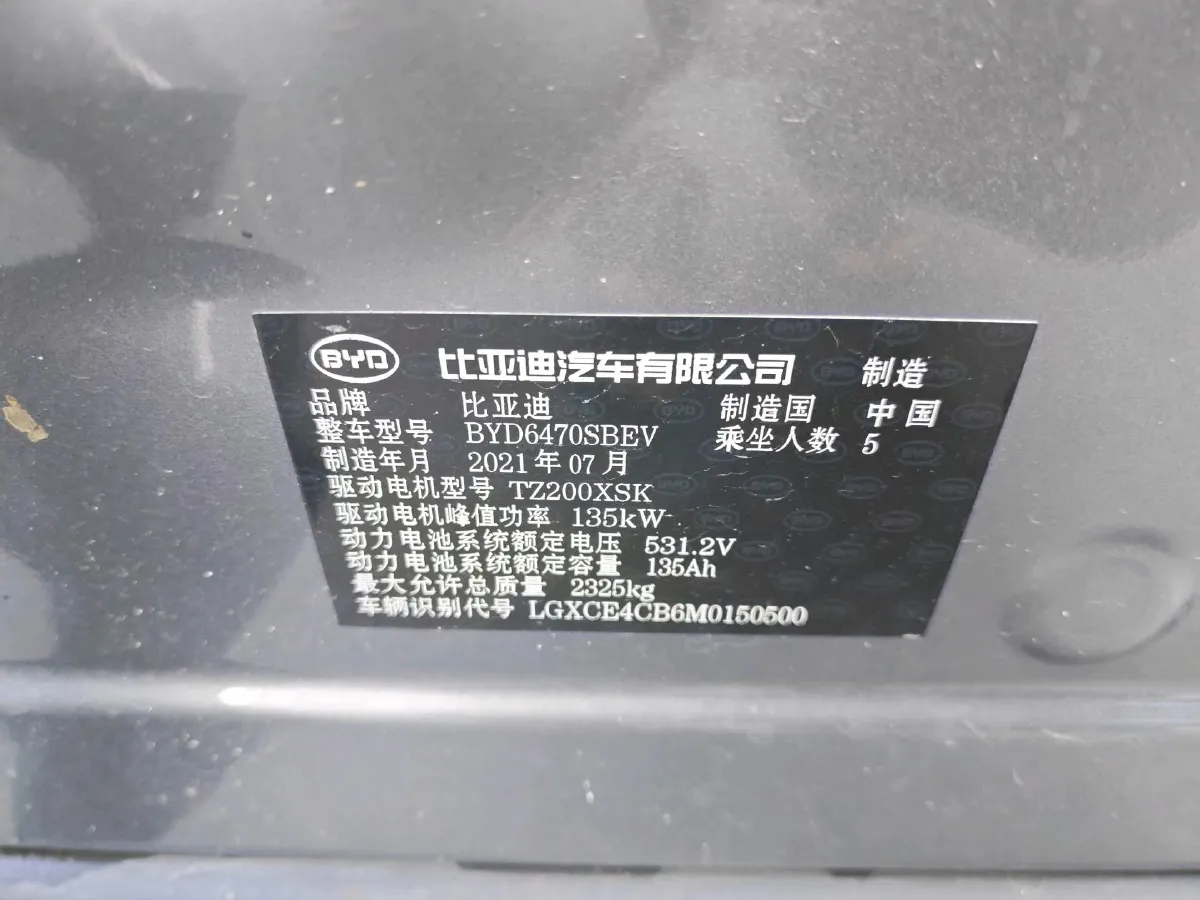 BYD 比亚迪汽车有限公司 制造
品牌 比亚迪 制造国 中国
整车型号 BYD6470SBEV 乘坐人数 5
制造年月 2021年07月
驱动电机型号 TZ200XSK
驱动电机峰值功率 135kW
动力电池系统额定电压 531.2V
动力电池系统额定容量 135Ah
最大允许总质量 2325kg
车辆识别代号 LGXCE4CB6M0150500